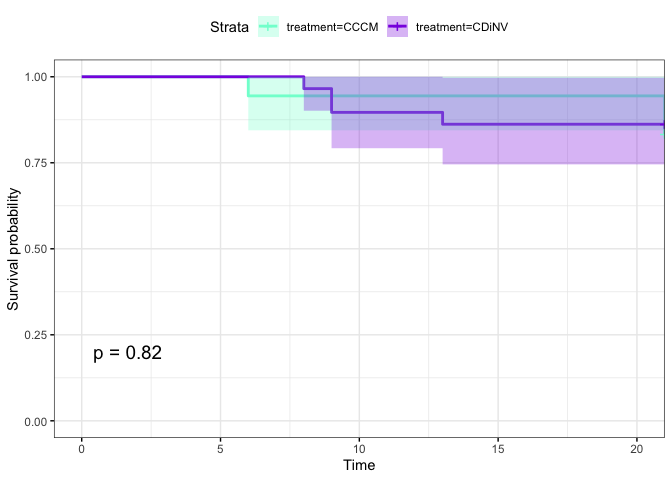 Strata treatment=CCCM treatment=CDiNV
1.00
0.75
0.50
0.25
0.00
Survival probability
p = 0.82
0 5 10 15 20
Time